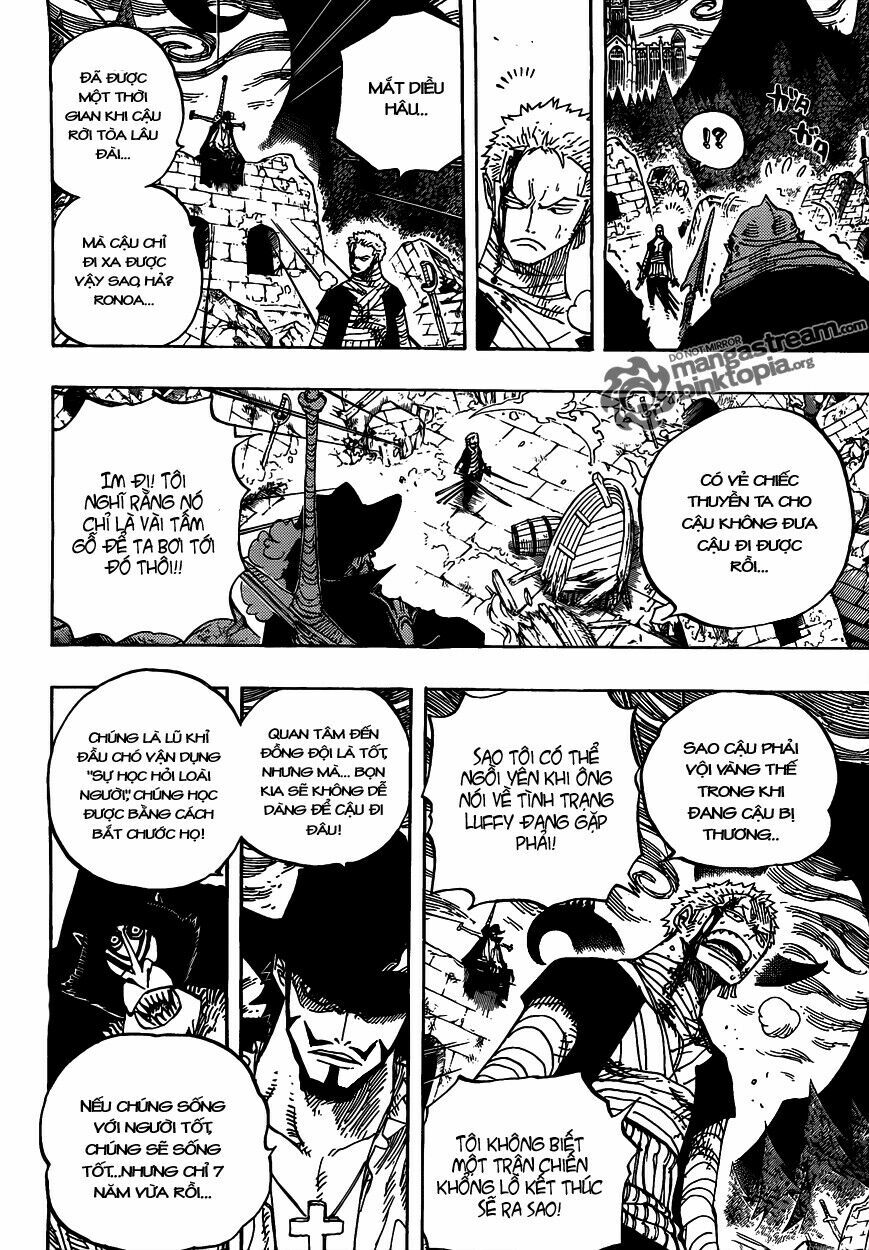 ガタ
ガタ
!?
MẮT DIỀU
HÂU...
ĐÃ ĐƯỢC
MỘT THỜI
GIAN KHI CẬU
RỜI TÒA LÂU
ĐÀI...
MÀ CẬU CHỈ
ĐI XA ĐƯỢC
VẬY SAO, HẢ?
RONOA...
DO NOT MIRROR
mangastream.com
binktopia.org
CÓ VẺ CHIẾC
THUYỀN TA CHO
CẬU KHÔNG ĐƯA
CẬU ĐI ĐƯỢC
RỒI...
IM ĐI! TÔI
NGHĨ RẰNG NÓ
CHỈ LÀ VÀI TẤM
GỖ ĐỂ TA BƠI TỚI
ĐÓ THÔI!!
SAO CẬU PHẢI
VỘI VÀNG THẾ
TRONG KHI
ĐANG CẬU BỊ
THƯƠNG...
SAO TÔI CÓ THỂ
NGỒI YÊN KHI ÔNG
NÓI VỀ TÌNH TRẠNG
LUFFY ĐANG GẶP
PHẢI!
TÔI KHÔNG BIẾT
MỘT TRẬN CHIẾN
KHỔNG LỒ KẾT THÚC
SẼ RA SAO!
QUAN TÂM ĐẾN
ĐỒNG ĐỘI LÀ TỐT,
NHƯNG MÀ... BỌN
KIA SẼ KHÔNG DỄ
DÀNG ĐỂ CẬU ĐI
ĐÂU!
CHÚNG LÀ LŨ KHỈ
ĐẦU CHÓ VẬN DỤNG
"SỰ HỌC HỎI LOÀI
NGƯỜI," CHÚNG HỌC
ĐƯỢC BẰNG CÁCH
BẮT CHƯỚC HỌ!
NẾU CHÚNG SỐNG
VỚI NGƯỜI TỐT,
CHÚNG SẼ SỐNG
TỐT...NHƯNG CHỈ 7
NĂM VỪA RỒI...